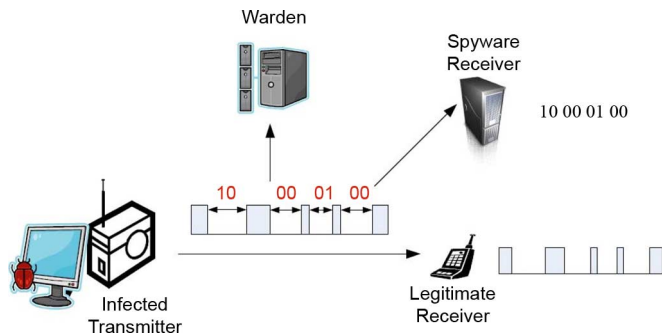 Warden
Spyware
Receiver
10 00 01 00
10 00 01 00
Infected
Transmitter
Legitimate
Receiver